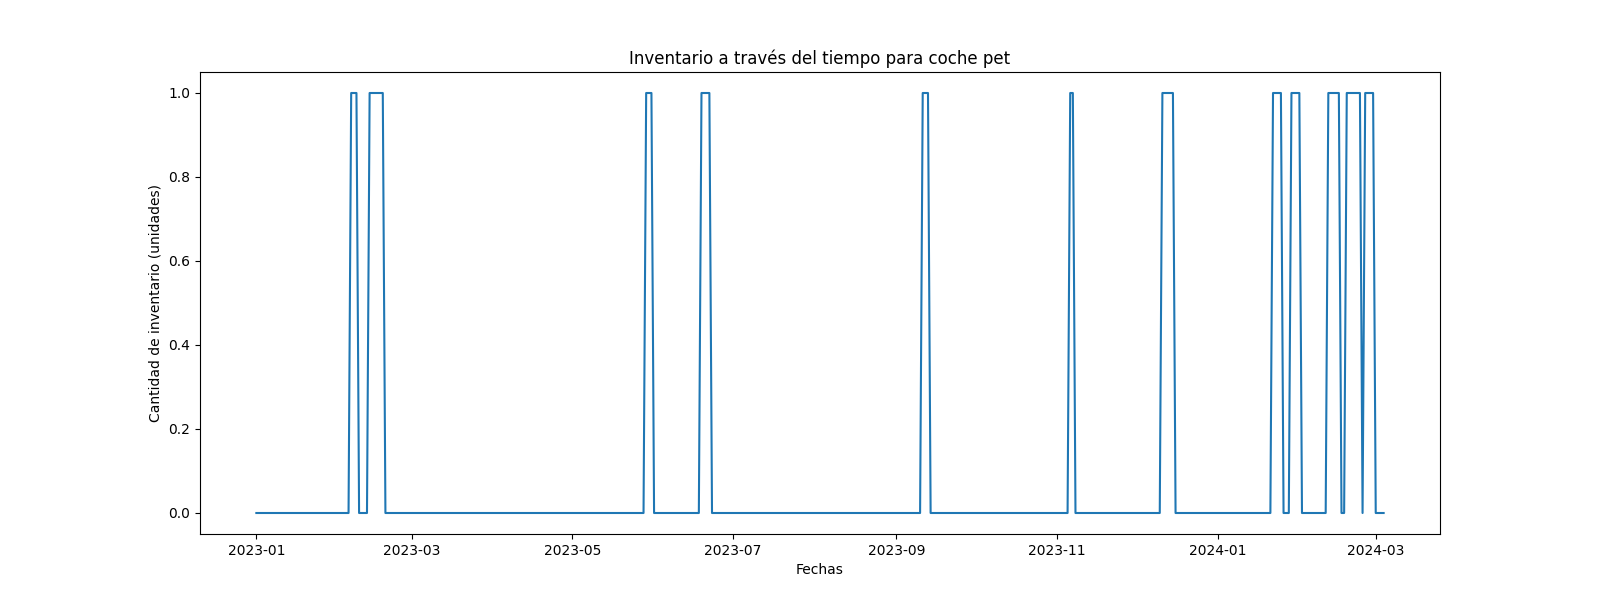 Inventario a través del tiempo para coche pet
Cantidad de inventario (unidades)
1.0
0.8
0.6
0.4
0.2
0.0
2023-01 2023-03 2023-05 2023-07 2023-09 2023-11 2024-01 2024-03
Fechas